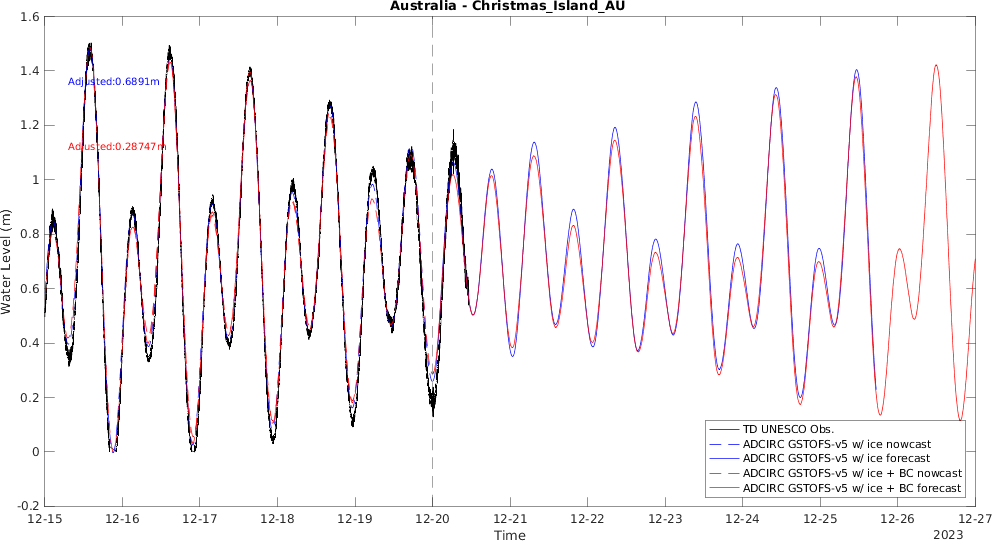 Australia - Christmas_Island_AU
1.6
1.4
1.2
1
0.8
0.6
0.4
0.2
0
-0.2
Water Level (m)
Adjusted:0.6891m
Adjusted:0.28747m
TD UNESCO Obs.
ADCIRC GSTOFS-v5 w/ ice nowcast
ADCIRC GSTOFS-v5 w/ ice forecast
ADCIRC GSTOFS-v5 w/ ice + BC nowcast
ADCIRC GSTOFS-v5 w/ ice + BC forecast
12-15 12-16 12-17 12-18 12-19 12-20 12-21 12-22 12-23 12-24 12-25 12-26 12-27
Time
2023